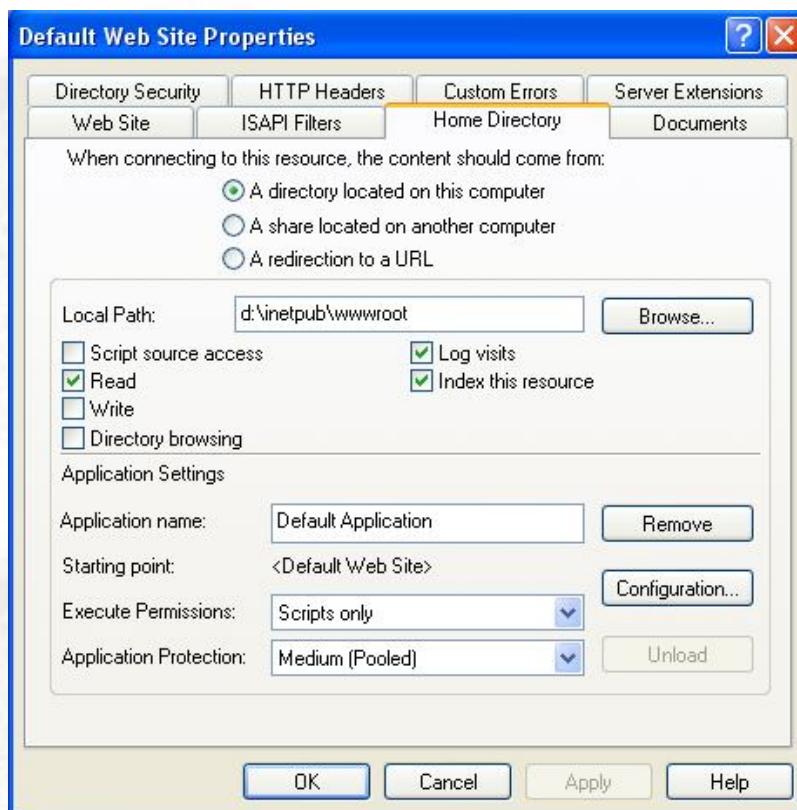 Default Web Site Properties
Directory Security HTTP Headers Custom Errors Server Extensions
Web Site ISAPI Filters Home Directory Documents
When connecting to this resource, the content should come from:
A directory located on this computer
A share located on another computer
A redirection to a URL
Local Path: d:\inetpub\wwwroot Browse...
Script source access Log visits
Read Index this resource
Write
Directory browsing
Application Settings
Application name: Default Application Remove
Starting point: <Default Web Site>
Configuration...
Execute Permissions: Scripts only
Application Protection: Medium (Pooled) Unload
OK Cancel Apply Help